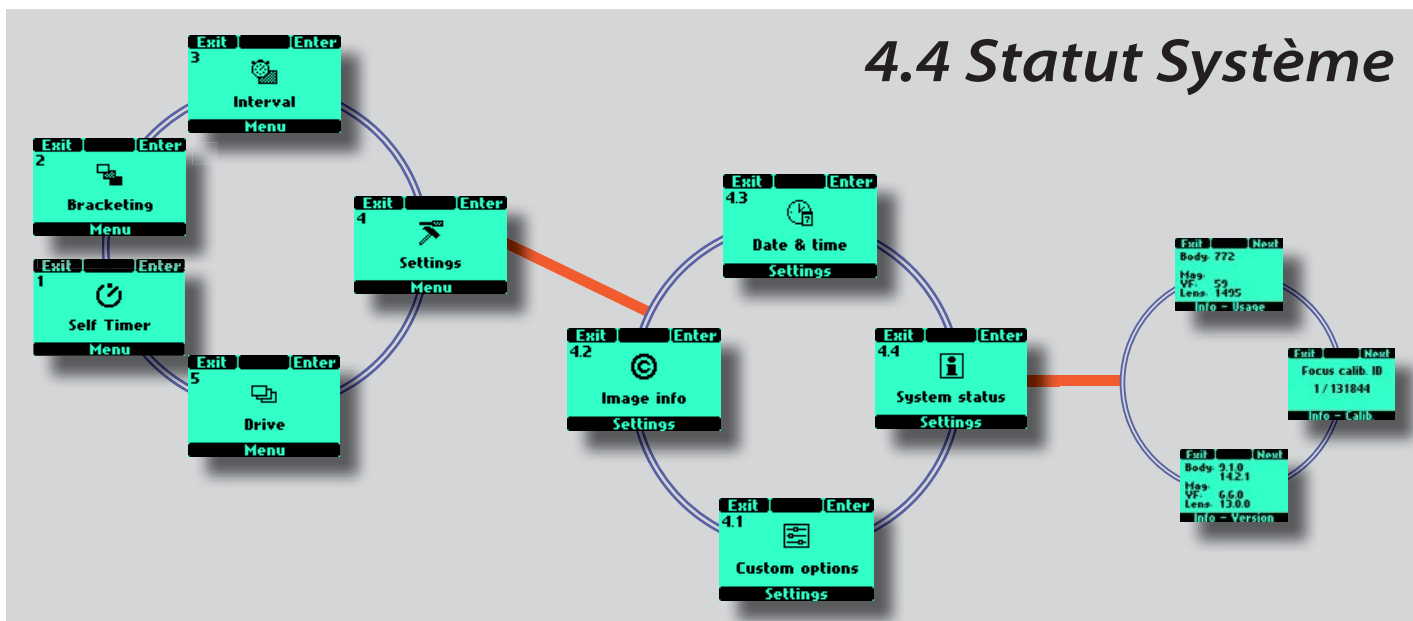 4.4 Statut Système
Exit Enter
3
Interval
Menu
Exit Enter
2
Bracketing
Menu
Exit Enter
1
Self Timer
Menu
Exit Enter
5
Drive
Menu
Exit Enter
4
Settings
Menu
Exit Enter
4.3
Date & time
Settings
Exit Enter
4.2
©
Image info
Settings
Exit Enter
4.4
System status
Settings
Exit Enter
4.1
Custom options
Settings
Exit Next
Body: 772
Mag:
VF: 59
Lens: 1495
Info - Usage
Exit Next
Focus calib. ID
1 / 131844
Info - Calib.
Exit Next
Body: 9.1.0
14.2.1
Mag:
VF: 6.6.0
Lens: 13.0.0
Info - Version